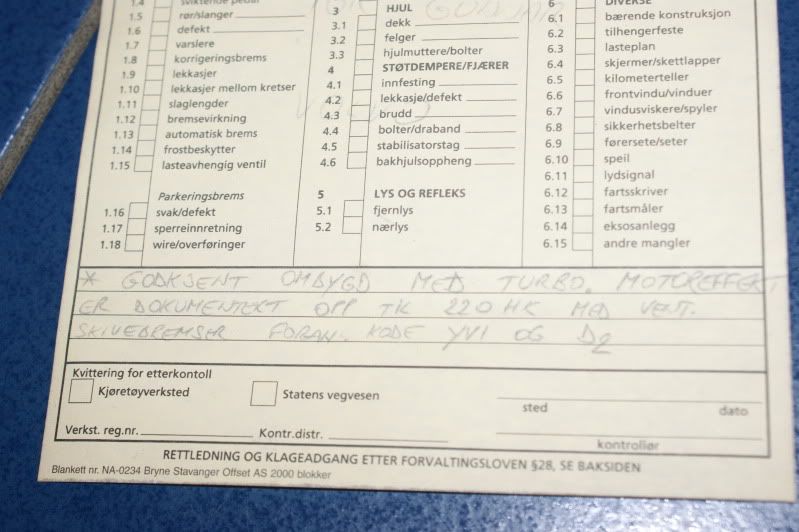 1.4 sviktende pedal
1.5 rør/slanger
1.6 defekt
1.7 varslere
1.8 korrigeringsbrems
1.9 lekkasjer
1.10 lekkasjer mellom kretser
1.11 slaglengder
1.12 bremsevirkning
1.13 automatisk brems
1.14 frostbeskytter
1.15 lasteavhengig ventil
Parkeringsbrems
1.16 svak/defekt
1.17 sperreinnretning
1.18 wire/overføringer
3 HJUL
3.1 dekk
3.2 felger
3.3 hjulmuttere/bolter
4 STØTDEMPERE/FJÆRER
4.1 innfesting
4.2 lekkasje/defekt
4.3 brudd
4.4 bolter/draband
4.5 stabilisatorstag
4.6 bakhjulsoppheng
5 LYS OG REFLEKS
5.1 fjernlys
5.2 nærlys
6 DIVERSE
6.1 bærende konstruksjon
6.2 tilhengerfeste
6.3 lasteplan
6.4 skjermer/skettlapper
6.5 kilometerteller
6.6 frontvindu/vinduer
6.7 vindusviskere/spyler
6.8 sikkerhetsbelter
6.9 førersete/seter
6.10 speil
6.11 lydsignal
6.12 fartsskriver
6.13 fartsmåler
6.14 eksosanlegg
6.15 andre mangler
* GODKJENT OMBYGD MED TURBO. MOTOREFFEKT
ER DOKUMENTERT OPP TIL 220 HK MED VENT.
SKIVEBREMSER FORAN. KODE YV1 OG D2
Kvittering for etterkontoll
Kjøretøyverksted Statens vegvesen
sted dato
Verkst. reg.nr. Kontr.distr.
kontrollør
RETTLEDNING OG KLAGEADGANG ETTER FORVALTINGSLOVEN §28, SE BAKSIDEN
Blankett nr. NA-0234 Bryne Stavanger Offset AS 2000 blokker